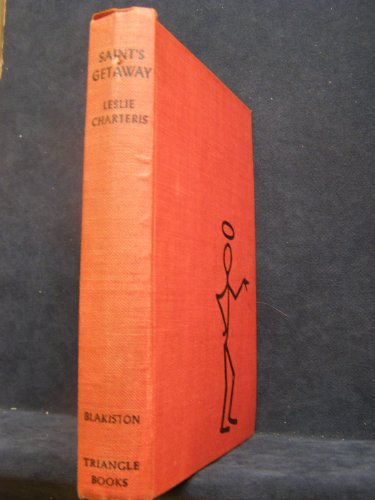 SAINT'S
GETAWAY
LESLIE
CHARTERIS
BLAKISTON
TRIANGLE
BOOKS